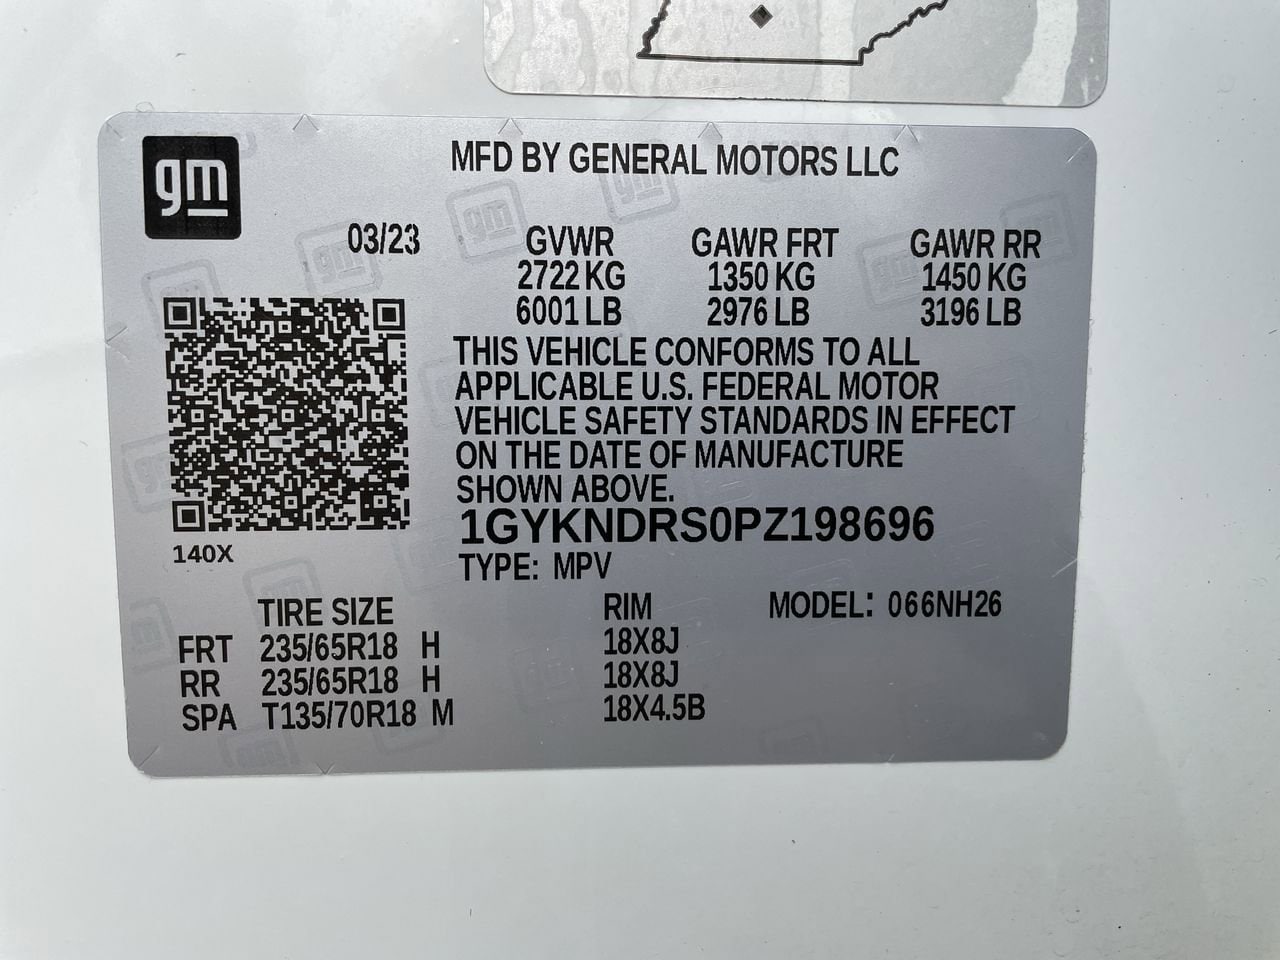 gm
MFD BY GENERAL MOTORS LLC
03/23 GVWR GAWR FRT GAWR RR
2722 KG 1350 KG 1450 KG
6001 LB 2976 LB 3196 LB
THIS VEHICLE CONFORMS TO ALL
APPLICABLE U.S. FEDERAL MOTOR
VEHICLE SAFETY STANDARDS IN EFFECT
ON THE DATE OF MANUFACTURE
SHOWN ABOVE.
1GYKNDRS0PZ198696
140X
TYPE: MPV
TIRE SIZE RIM MODEL: 066NH26
FRT 235/65R18 H 18X8J
RR 235/65R18 H 18X8J
SPA T135/70R18 M 18X4.5B